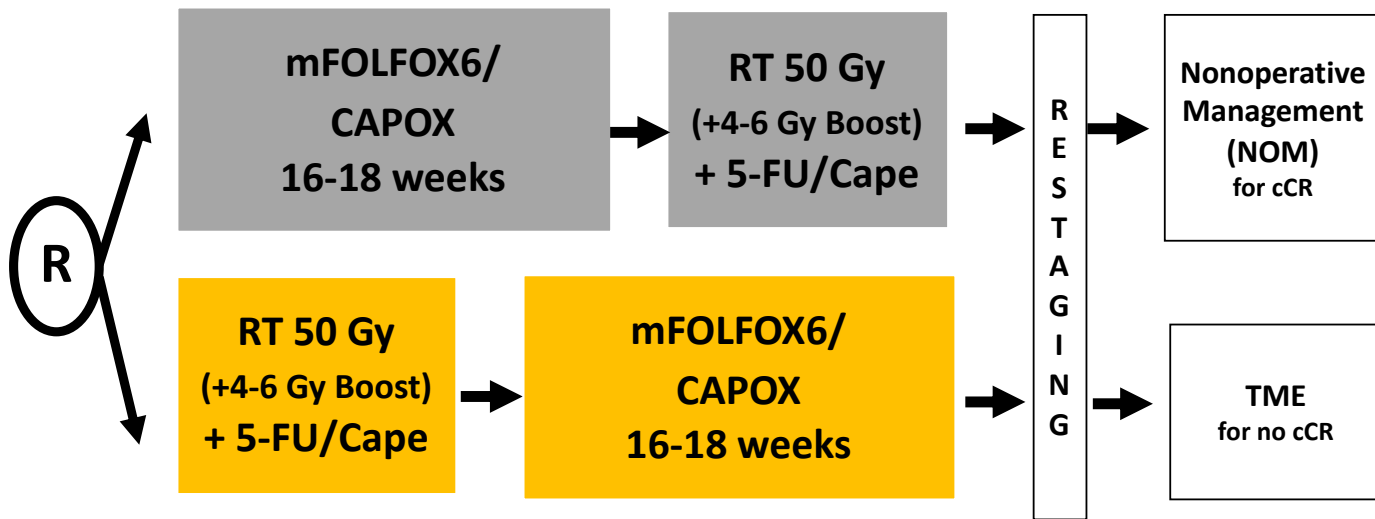 R
mFOLFOX6/
CAPOX
16-18 weeks
RT 50 Gy
(+4-6 Gy Boost)
+ 5-FU/Cape
RT 50 Gy
(+4-6 Gy Boost)
+ 5-FU/Cape
mFOLFOX6/
CAPOX
16-18 weeks
R
E
S
T
A
G
I
N
G
Nonoperative
Management
(NOM)
for cCR
TME
for no cCR